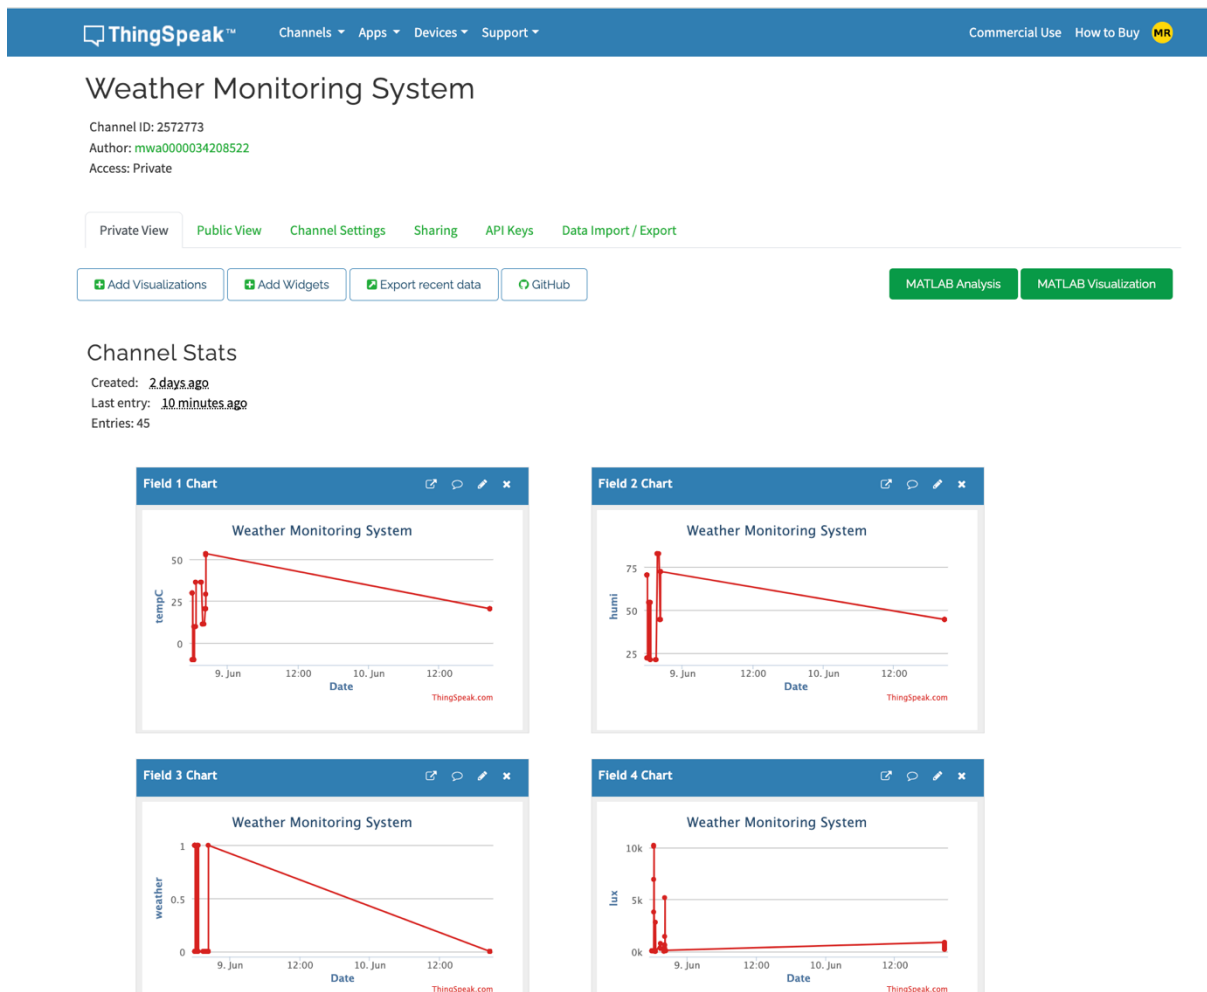 ThingSpeak™ Channels Apps Devices Support Commercial Use How to Buy MR
Weather Monitoring System
Channel ID: 2572773
Author: mwa0000034208522
Access: Private
Private View Public View Channel Settings Sharing API Keys Data Import / Export
Add Visualizations Add Widgets Export recent data GitHub MATLAB Analysis MATLAB Visualization
Channel Stats
Created: 2 days ago
Last entry: 10 minutes ago
Entries: 45
Field 1 Chart
Weather Monitoring System
tempC
50
25
0
9. Jun 12:00 10. Jun 12:00
Date
ThingSpeak.com
Field 2 Chart
Weather Monitoring System
humi
75
50
25
9. Jun 12:00 10. Jun 12:00
Date
ThingSpeak.com
Field 3 Chart
Weather Monitoring System
weather
1
0.5
0
9. Jun 12:00 10. Jun 12:00
Date
ThingSpeak.com
Field 4 Chart
Weather Monitoring System
lux
10k
5k
0k
9. Jun 12:00 10. Jun 12:00
Date
ThingSpeak.com